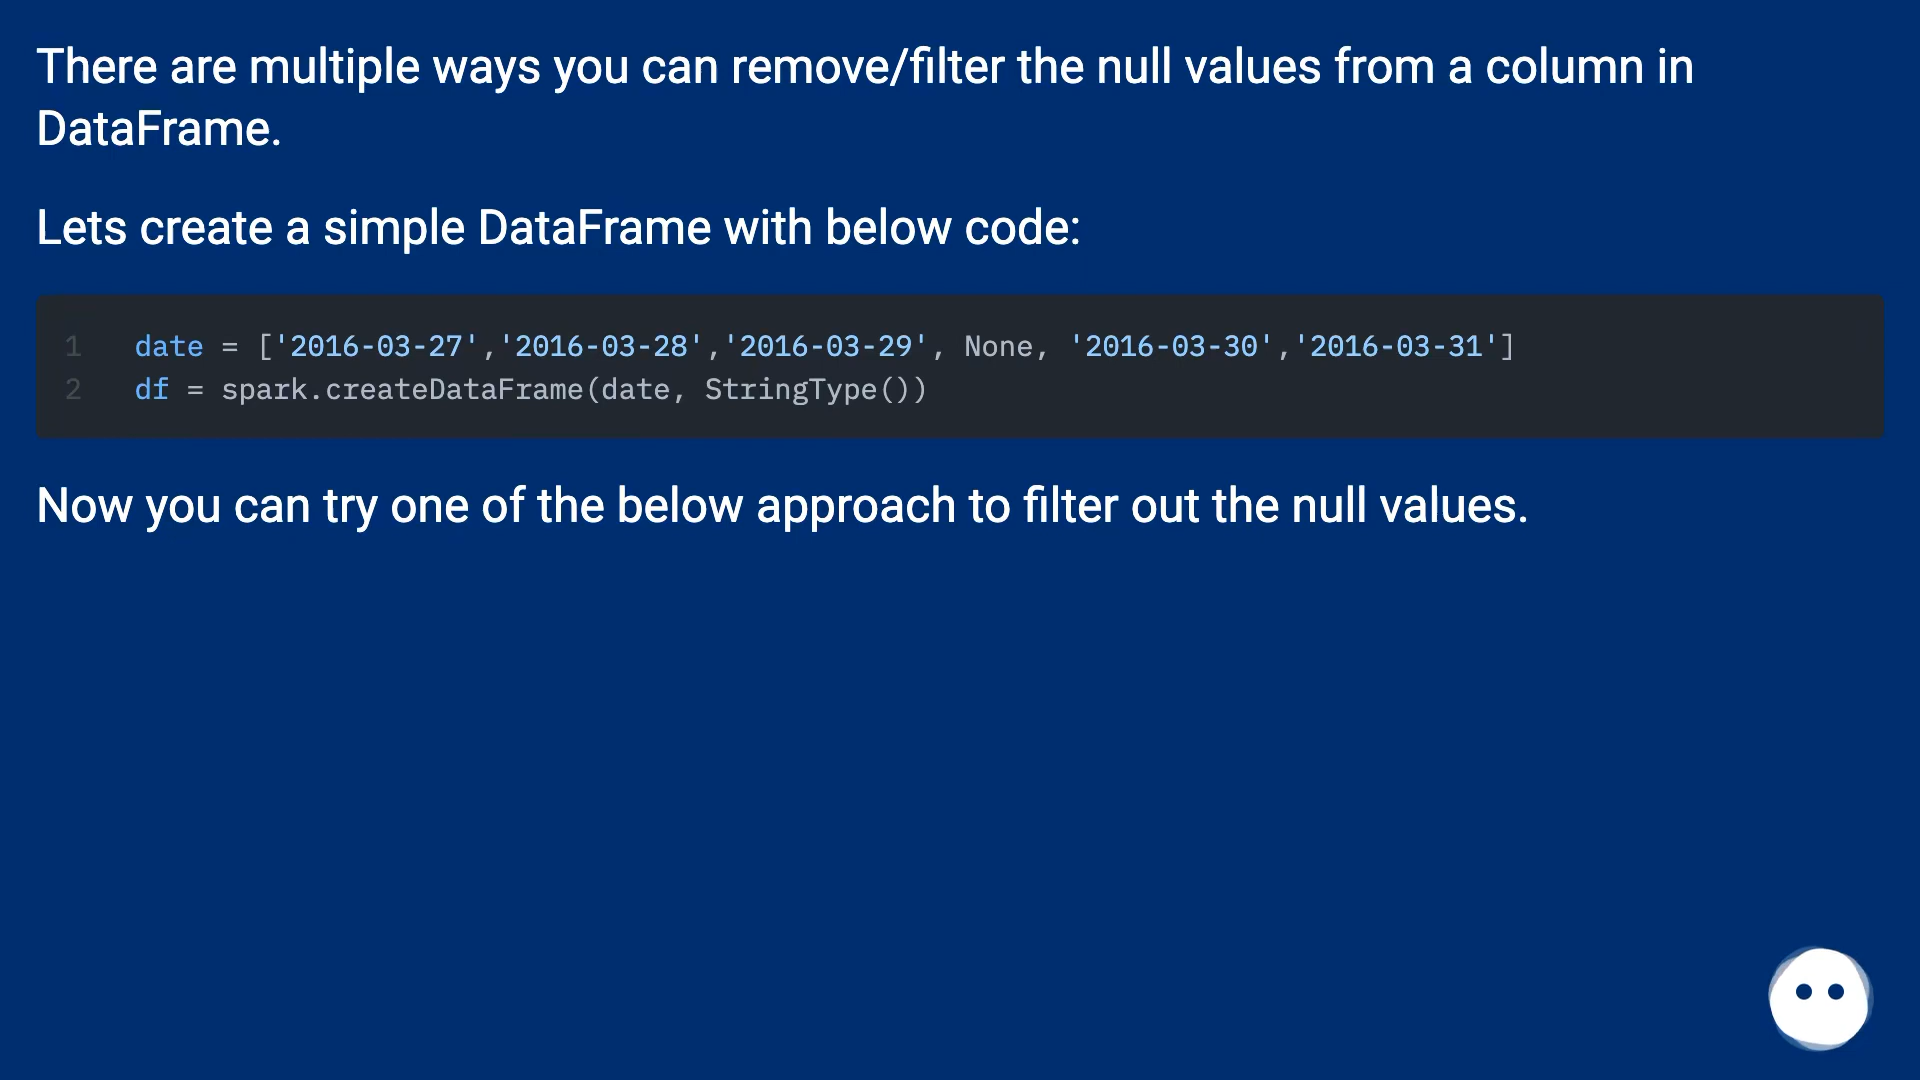 There are multiple ways you can remove/filter the null values from a column in
DataFrame.
Lets create a simple DataFrame with below code:
1 date = ['2016-03-27','2016-03-28','2016-03-29', None, '2016-03-30','2016-03-31']
2 df = spark.createDataFrame(date, StringType())
Now you can try one of the below approach to filter out the null values.